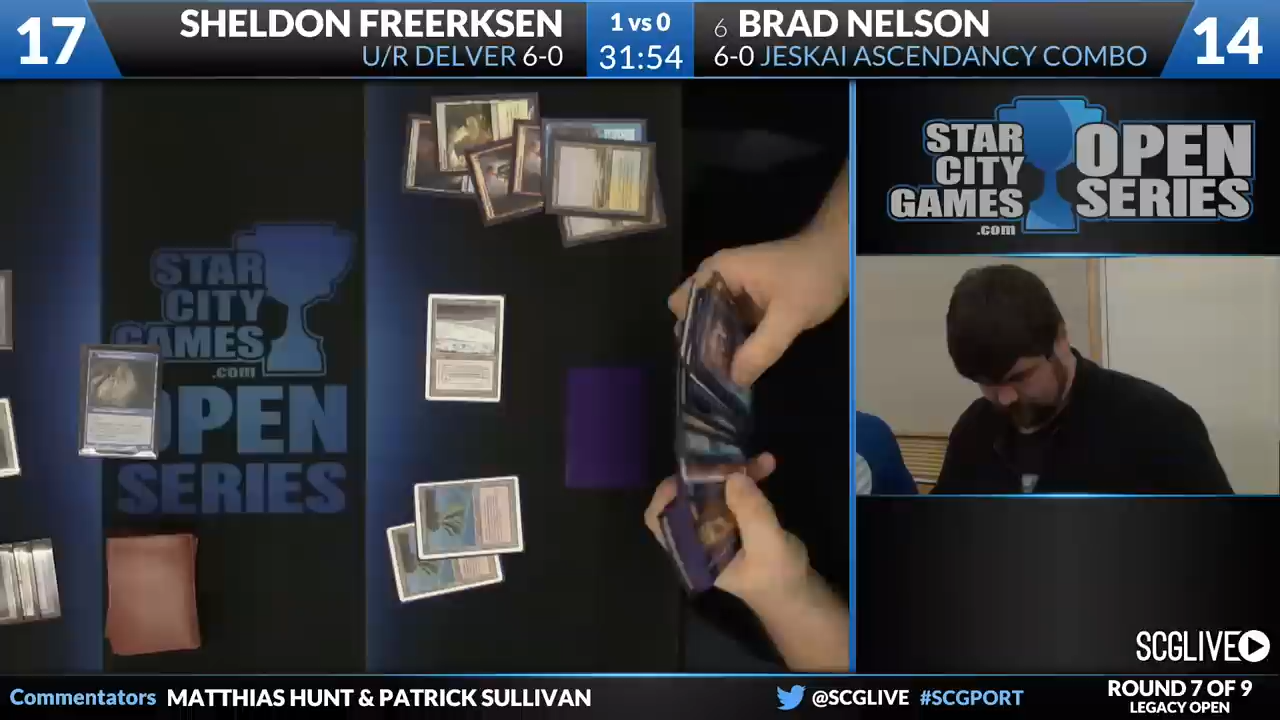 17
SHELDON FREERKSEN
U/R DELVER 6-0
1 vs 0
31:54
6 BRAD NELSON
6-0 JESKAI ASCENDANCY COMBO
14
STAR
CITY
GAMES
.com
OPEN
SERIES
STAR
CITY
GAMES
.com
OPEN
SERIES
SCGLIVE
Commentators MATTHIAS HUNT & PATRICK SULLIVAN
@SCGLIVE #SCGPORT
ROUND 7 OF 9
LEGACY OPEN